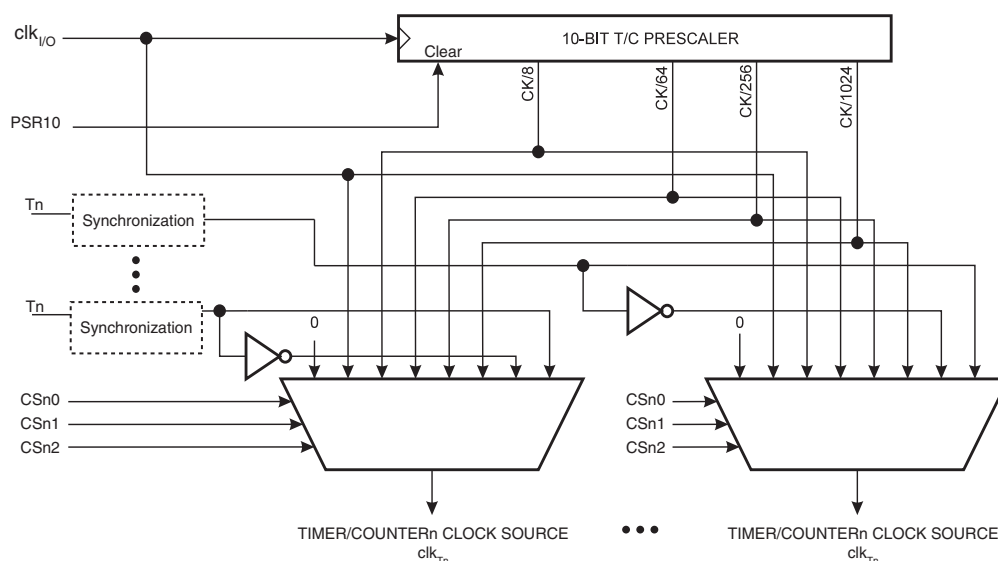 clkI/O
10-BIT T/C PRESCALER
Clear
CK/8
CK/64
CK/256
CK/1024
PSR10
Tn
Synchronization
Tn
Synchronization
0
0
CSn0
CSn1
CSn2
CSn0
CSn1
CSn2
TIMER/COUNTERn CLOCK SOURCE
clkTn
TIMER/COUNTERn CLOCK SOURCE
clkTn